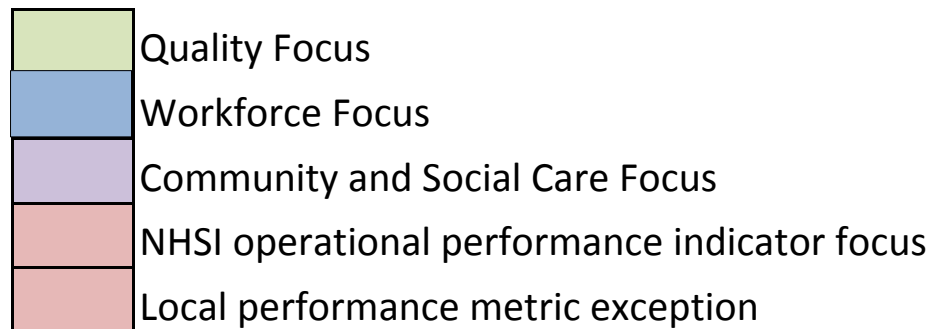 Quality Focus
Workforce Focus
Community and Social Care Focus
NHSI operational performance indicator focus
Local performance metric exception